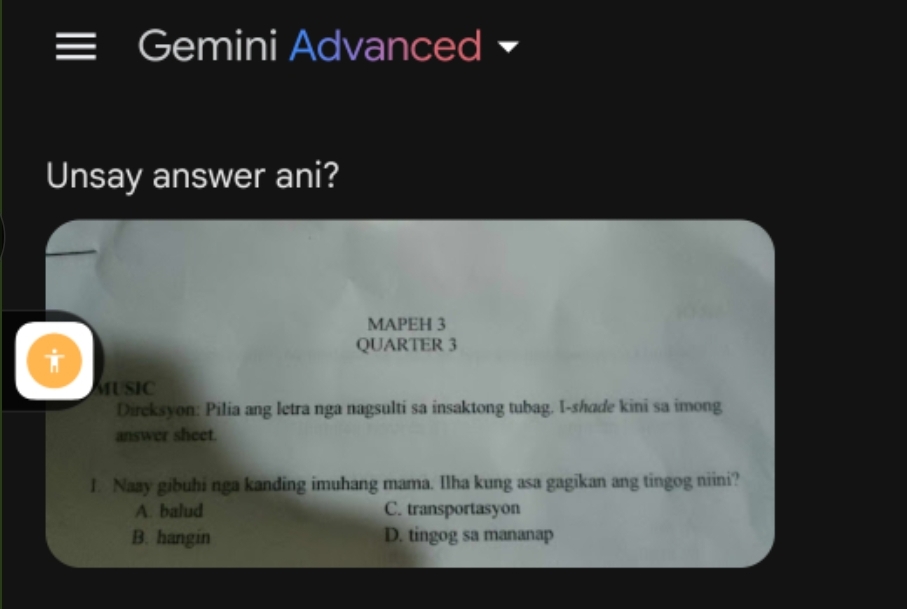 Gemini Advanced
Unsay answer ani?
MAPEH 3
QUARTER 3
MUSIC
Direksyon: Pilia ang letra nga nagsulti sa insaktong tubag. I-shade kini sa imong
answer sheet.
1. Naay gibuhi nga kanding imuhang mama. Ilha kung asa gagikan ang tingog niini?
A. balud
C. transportasyon
B. hangin
D. tingog sa mananap